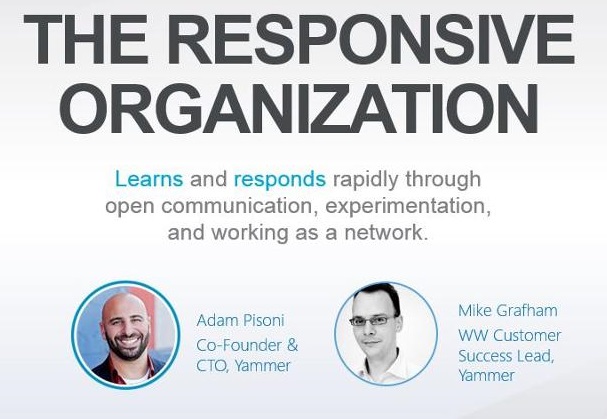 THE RESPONSIVE
ORGANIZATION
Learns and responds rapidly through
open communication, experimentation,
and working as a network.
Adam Pisoni
Co-Founder &
CTO, Yammer
Mike Grafham
WW Customer
Success Lead,
Yammer